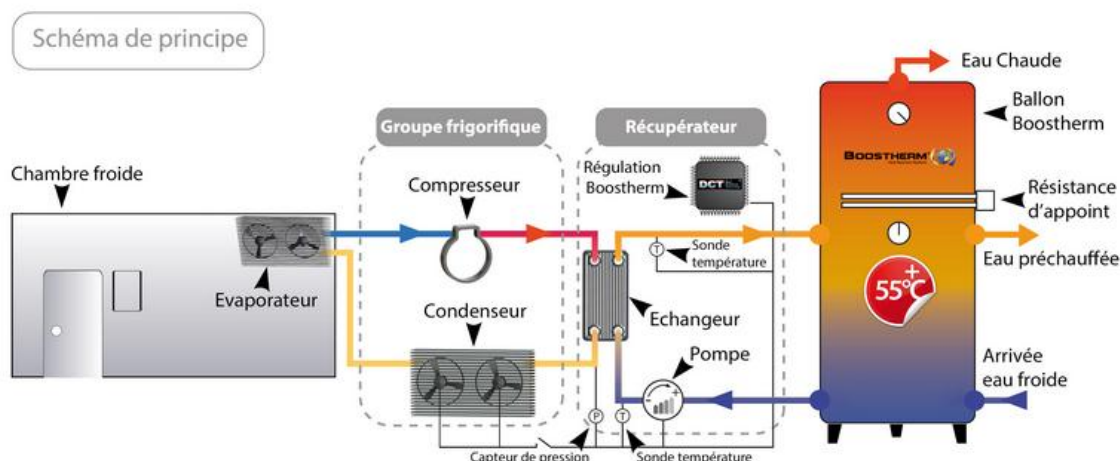 Schéma de principe
Eau Chaude
Ballon
Boostherm
Groupe frigorifique
Récupérateur
BOOSTHERM
Chambre froide
Régulation
Boostherm
DCT
Compresseur
Résistance
d'appoint
Sonde
température
T
Eau préchauffée
Evaporateur
+
55°C
Echangeur
Condenseur
Pompe
Arrivée
eau froide
- +
P
T
Capteur de pression
Sonde température